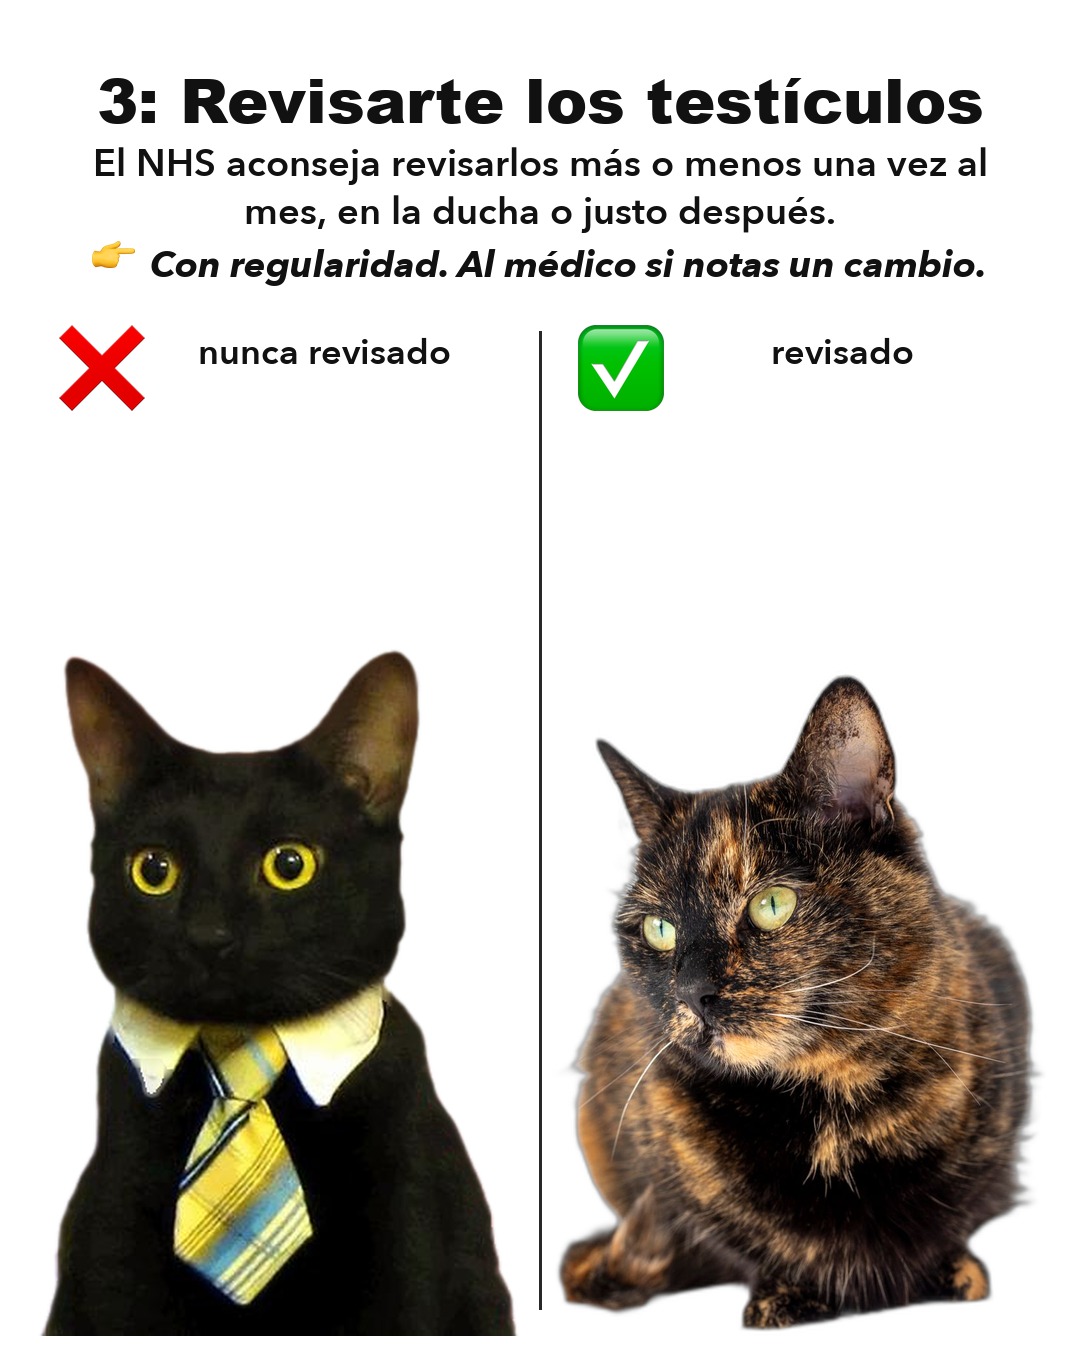 3: Revisarte los testículos
El NHS aconseja revisarlos más o menos una vez al
mes, en la ducha o justo después.
👉 Con regularidad. Al médico si notas un cambio.
❌ nunca revisado
✅ revisado